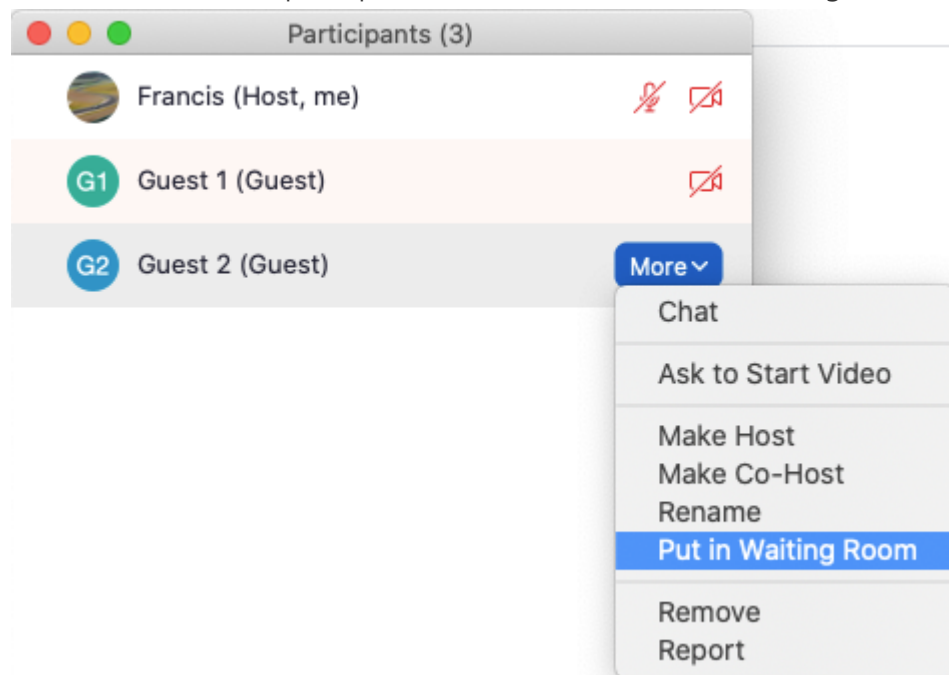 Participants (3)
Francis (Host, me)
G1 Guest 1 (Guest)
G2 Guest 2 (Guest) More
Chat
Ask to Start Video
Make Host
Make Co-Host
Rename
Put in Waiting Room
Remove
Report